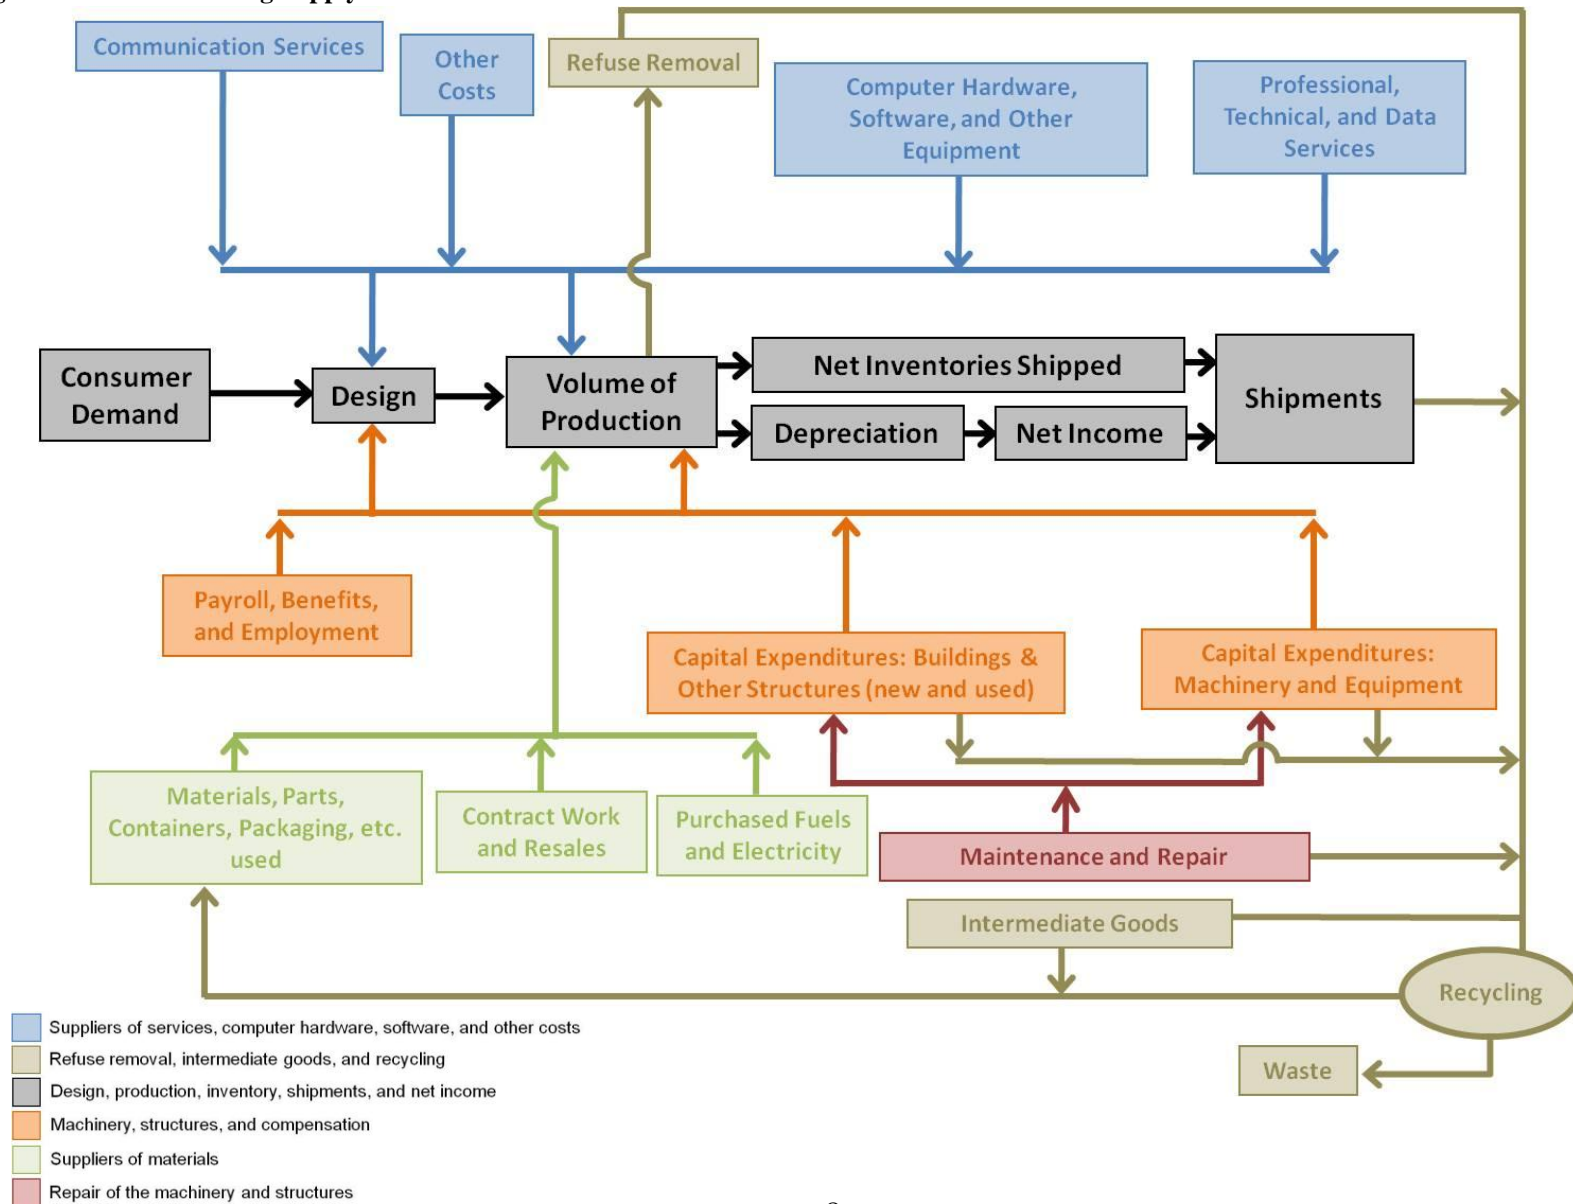 Communication Services
Other
Costs
Refuse Removal
Computer Hardware,
Software, and Other
Equipment
Professional,
Technical, and Data
Services
Consumer
Demand
Design
Volume of
Production
Net Inventories Shipped
Depreciation
Net Income
Shipments
Payroll, Benefits,
and Employment
Capital Expenditures: Buildings &
Other Structures (new and used)
Capital Expenditures:
Machinery and Equipment
Materials, Parts,
Containers, Packaging, etc.
used
Contract Work
and Resales
Purchased Fuels
and Electricity
Maintenance and Repair
Intermediate Goods
Recycling
Waste
Suppliers of services, computer hardware, software, and other costs
Refuse removal, intermediate goods, and recycling
Design, production, inventory, shipments, and net income
Machinery, structures, and compensation
Suppliers of materials
Repair of the machinery and structures